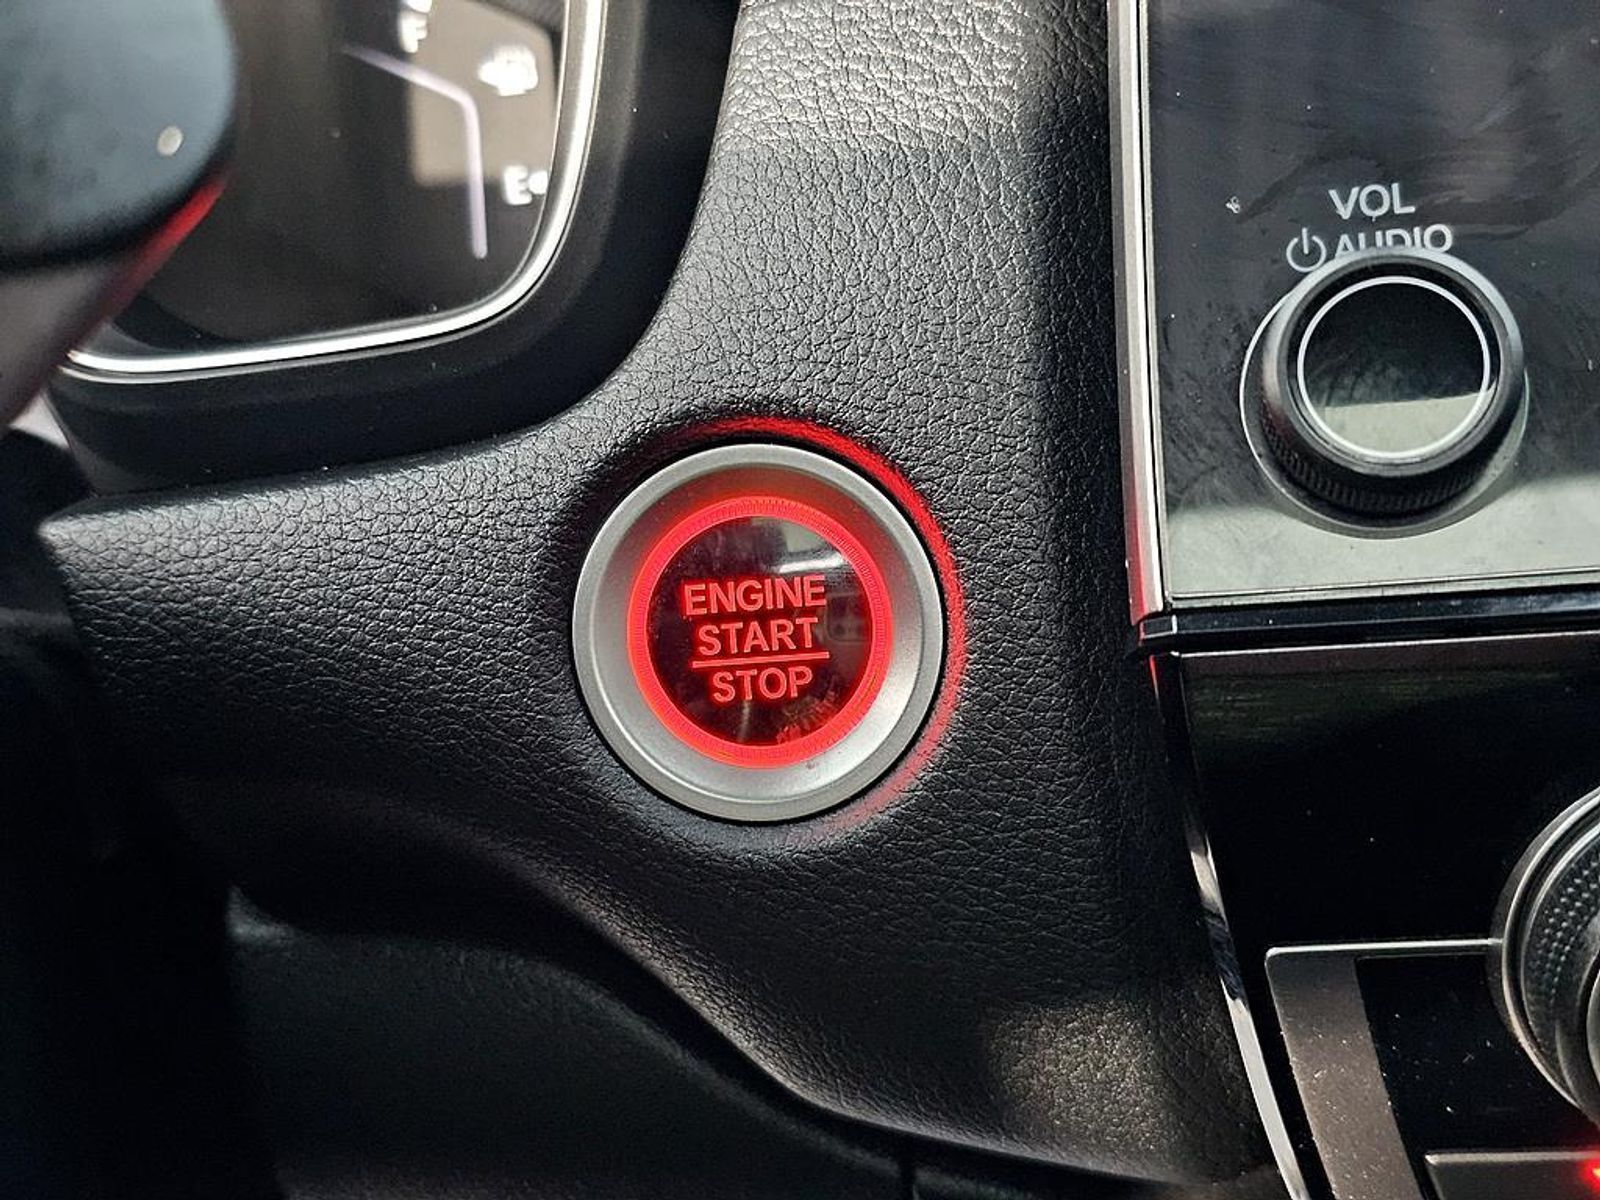 F
E
VOL
AUDIO
ENGINE
START
STOP